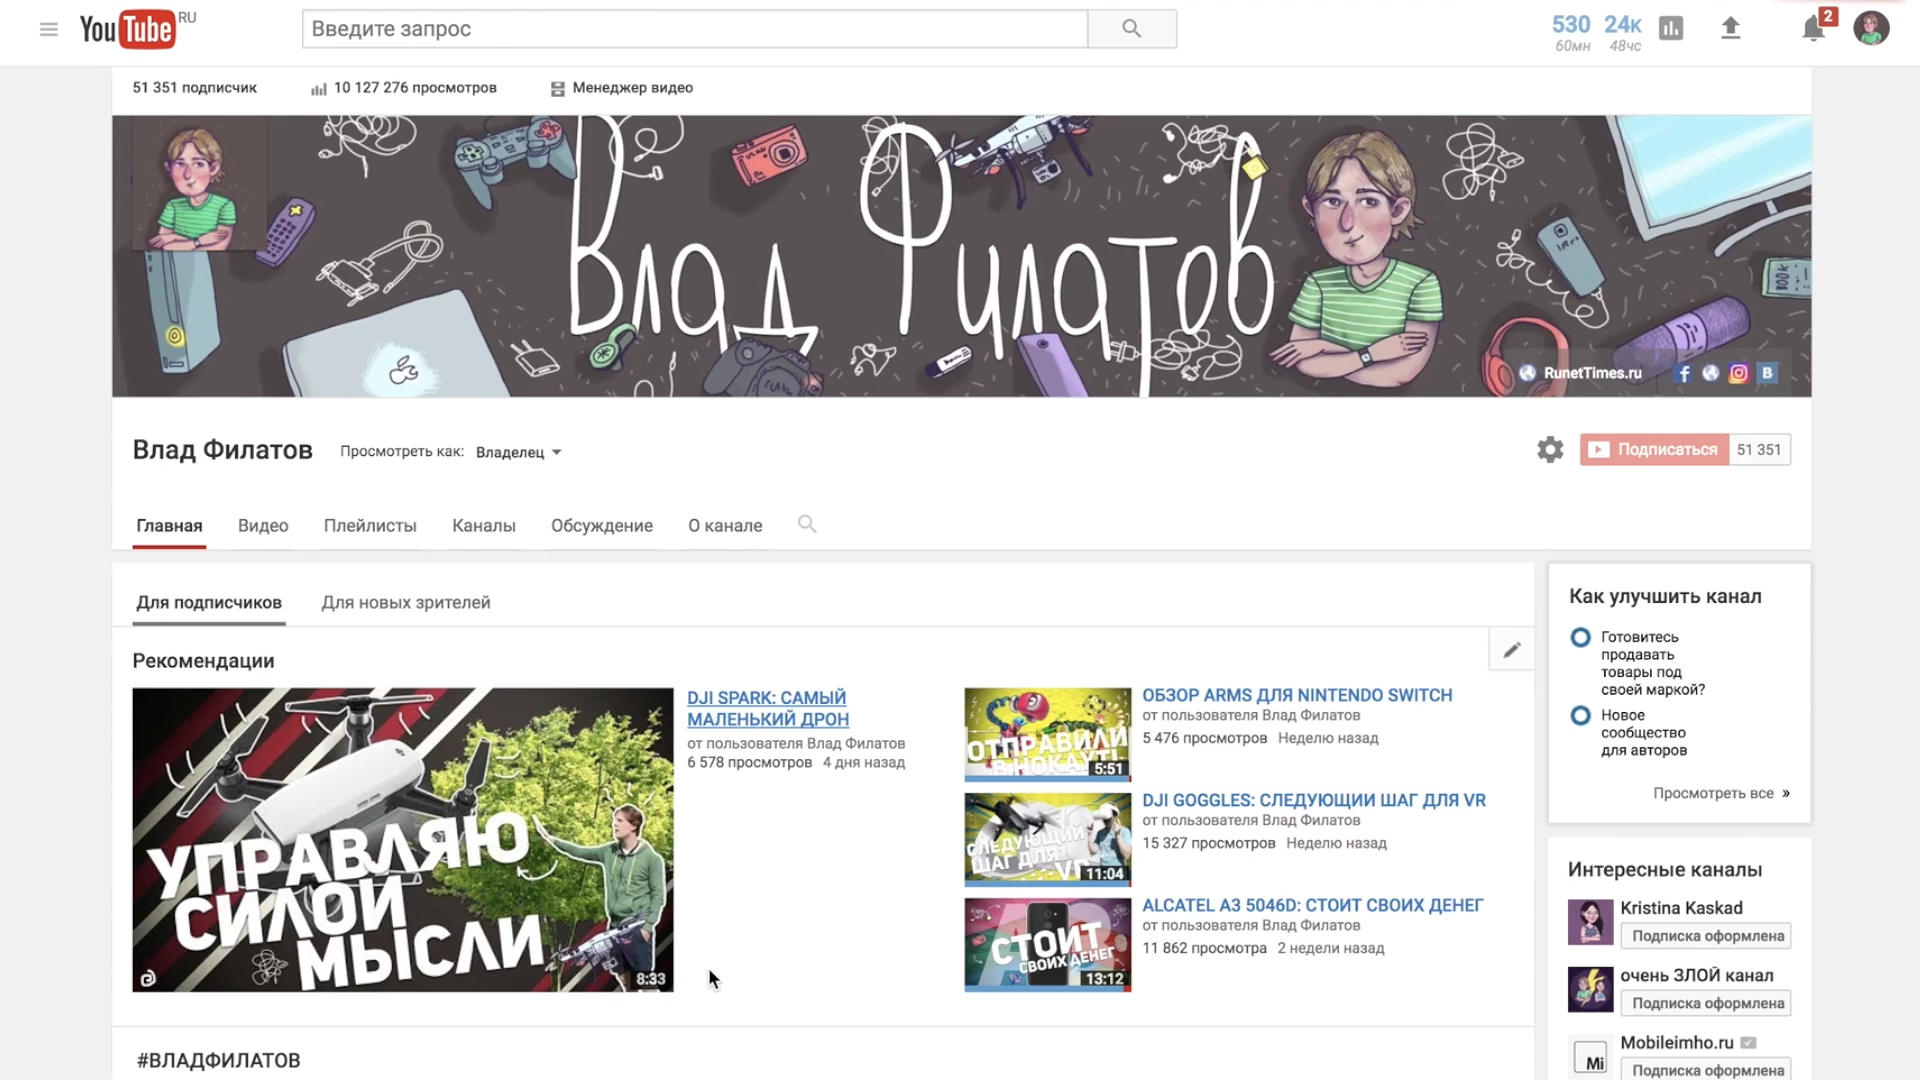 YouTube RU
Введите запрос
530 24к
60мн 48чс
2
51 351 подписчик 10 127 276 просмотров Менеджер видео
Влад Филатов
BOOK
RunetTimes.ru
Влад Филатов Просмотреть как: Владелец
Подписаться 51 351
Главная Видео Плейлисты Каналы Обсуждение О канале
Для подписчиков Для новых зрителей
Рекомендации
УПРАВЛЯЮ
СИЛОЙ
МЫСЛИ
8:33
DJI SPARK: САМЫЙ
МАЛЕНЬКИЙ ДРОН
от пользователя Влад Филатов
6 578 просмотров 4 дня назад
ОТПРАВИЛИ
В НОКАУТ!
5:51
ОБЗОР ARMS ДЛЯ NINTENDO SWITCH
от пользователя Влад Филатов
5 476 просмотров Неделю назад
СЛЕДУЮЩИЙ
ШАГ ДЛЯ
VR
11:04
DJI GOGGLES: СЛЕДУЮЩИЙ ШАГ ДЛЯ VR
от пользователя Влад Филатов
15 327 просмотров Неделю назад
СТОИТ
СВОИХ ДЕНЕГ
13:12
ALCATEL A3 5046D: СТОИТ СВОИХ ДЕНЕГ
от пользователя Влад Филатов
11 862 просмотра 2 недели назад
#ВЛАДФИЛАТОВ
Как улучшить канал
Готовитесь
продавать
товары под
своей маркой?
Новое
сообщество
для авторов
Просмотреть все »
Интересные каналы
Kristina Kaskad
Подписка оформлена
очень ЗЛОЙ канал
Подписка оформлена
Mobileimho.ru
Mi
Подписка оформлена